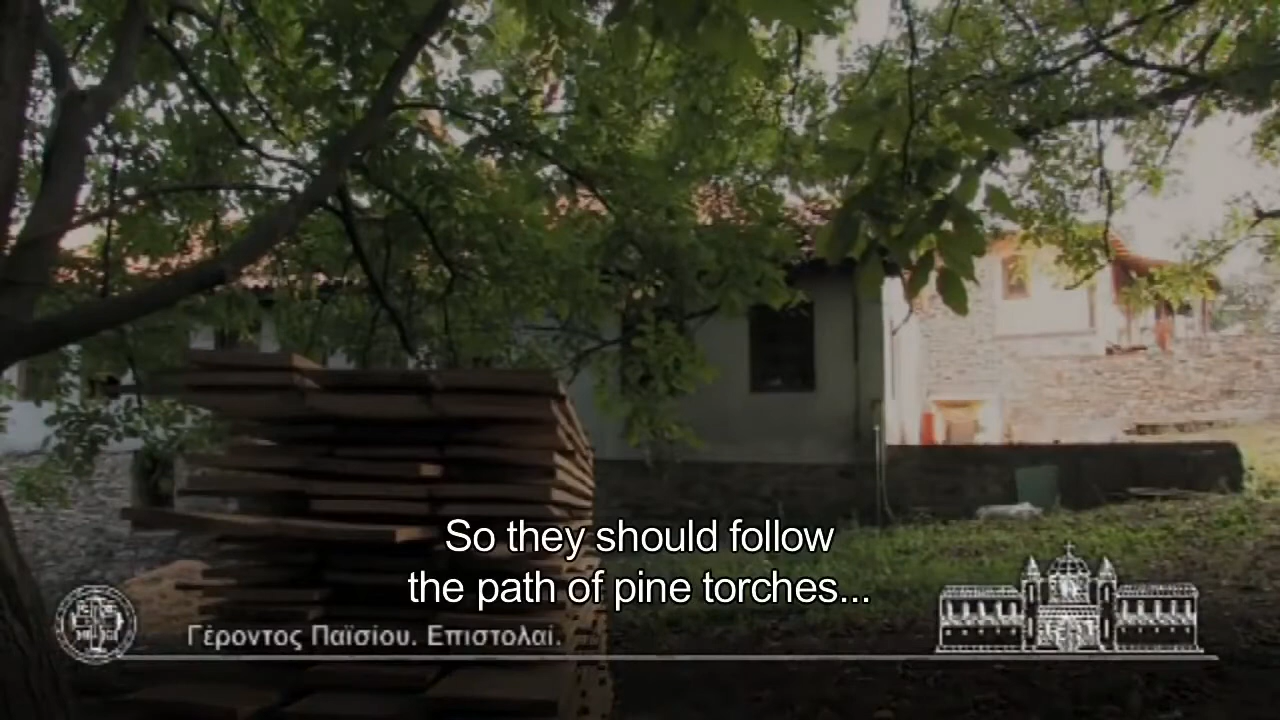 So they should follow
the path of pine torches...
Γέροντος Παϊσίου. Επιστολαί.